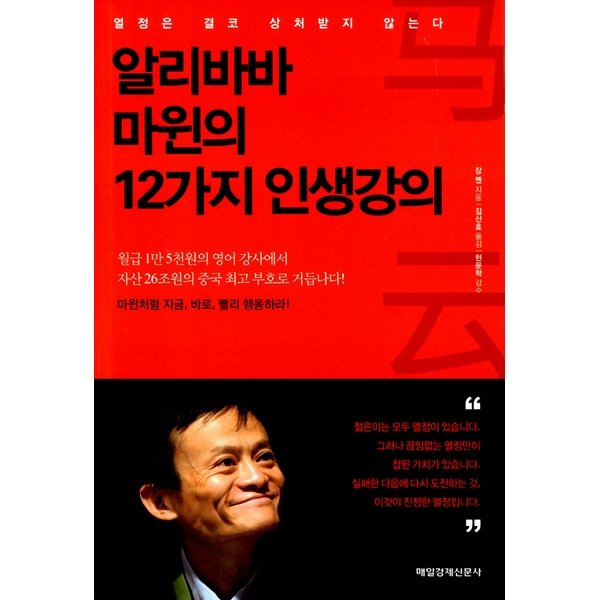 열정은 결코 상처받지 않는다
马云
알리바바
마윈의
12가지 인생강의
장옌 지음 | 김신호 옮김 | 현문학 감수
월급 1만 5천원의 영어 강사에서
자산 26조원의 중국 최고 부호로 거듭나다!
마윈처럼 지금, 바로, 빨리 행동하라!
“
젊은이는 모두 열정이 있습니다.
그러나 끊임없는 열정만이
참된 가치가 있습니다.
실패한 다음에 다시 도전하는 것,
이것이 진정한 열정입니다.
”
매일경제신문사